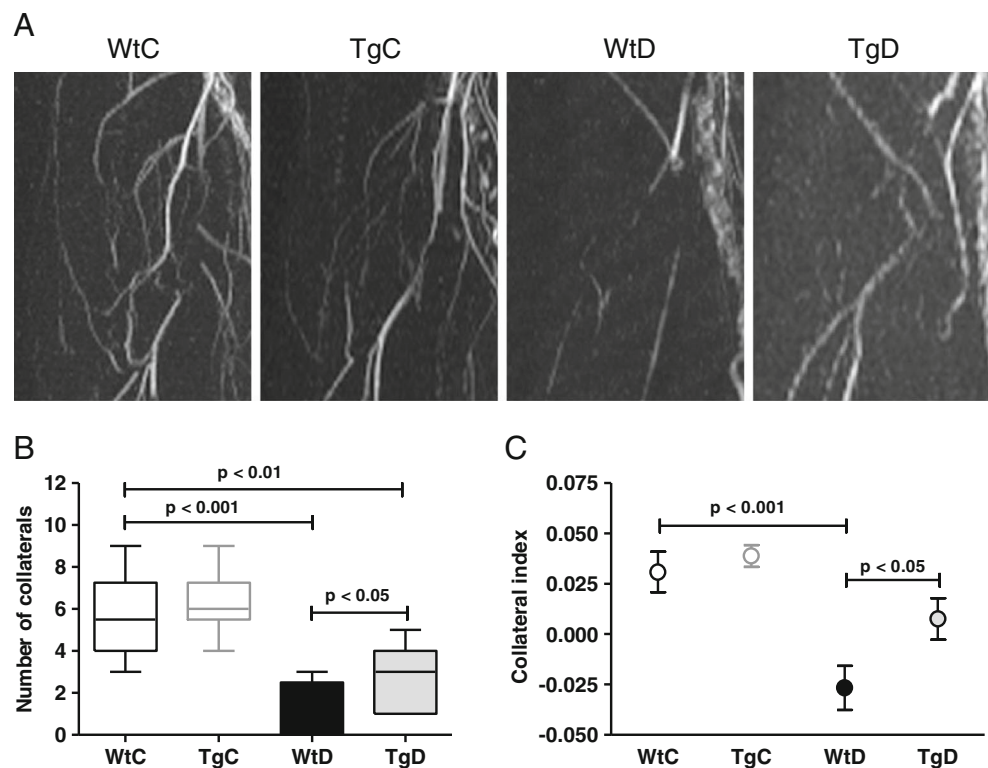 A
WtC TgC WtD TgD
B
p < 0.01
p < 0.001
p < 0.05
Number of collaterals
12
10
8
6
4
2
0
WtC TgC WtD TgD
C
p < 0.001
p < 0.05
Collateral index
0.075
0.050
0.025
0.000
-0.025
-0.050
WtC TgC WtD TgD